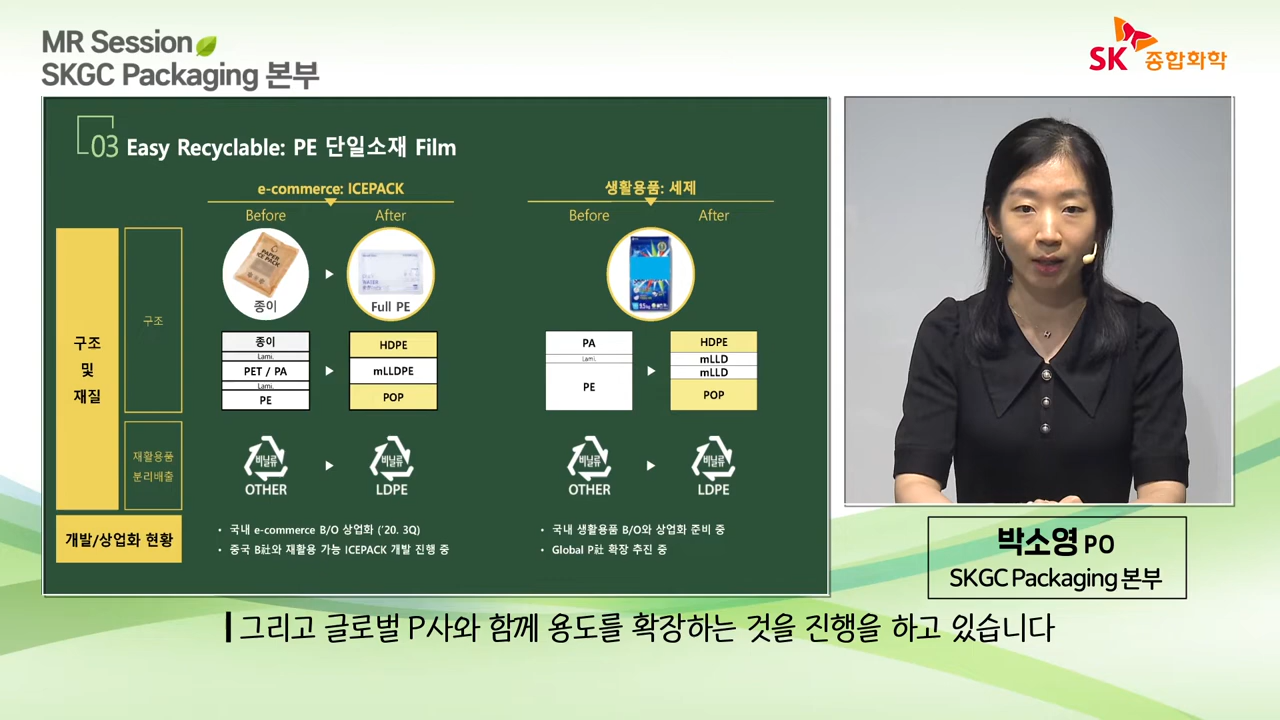 MR Session
SKGC Packaging 본부
SK 종합화학
03 Easy Recyclable: PE 단일소재 Film
e-commerce: ICEPACK
Before
After
생활용품: 세제
Before
After
구조
및
재질
구조
재활용품
분리배출
개발/상업화 현황
PAPER
ICE PACK
종이
Full PE
종이
Lami.
PET / PA
Lami.
PE
HDPE
mLLDPE
POP
PA
Lami.
PE
HDPE
mLLD
mLLD
POP
비닐류
OTHER
비닐류
LDPE
비닐류
OTHER
비닐류
LDPE
• 국내 e-commerce B/O 상업화 ('20. 3Q)
• 중국 B社와 재활용 가능 ICEPACK 개발 진행 중
• 국내 생활용품 B/O와 상업화 준비 중
• Global P社 확장 추진 중
박소영 PO
SKGC Packaging 본부
그리고 글로벌 P사와 함께 용도를 확장하는 것을 진행을 하고 있습니다